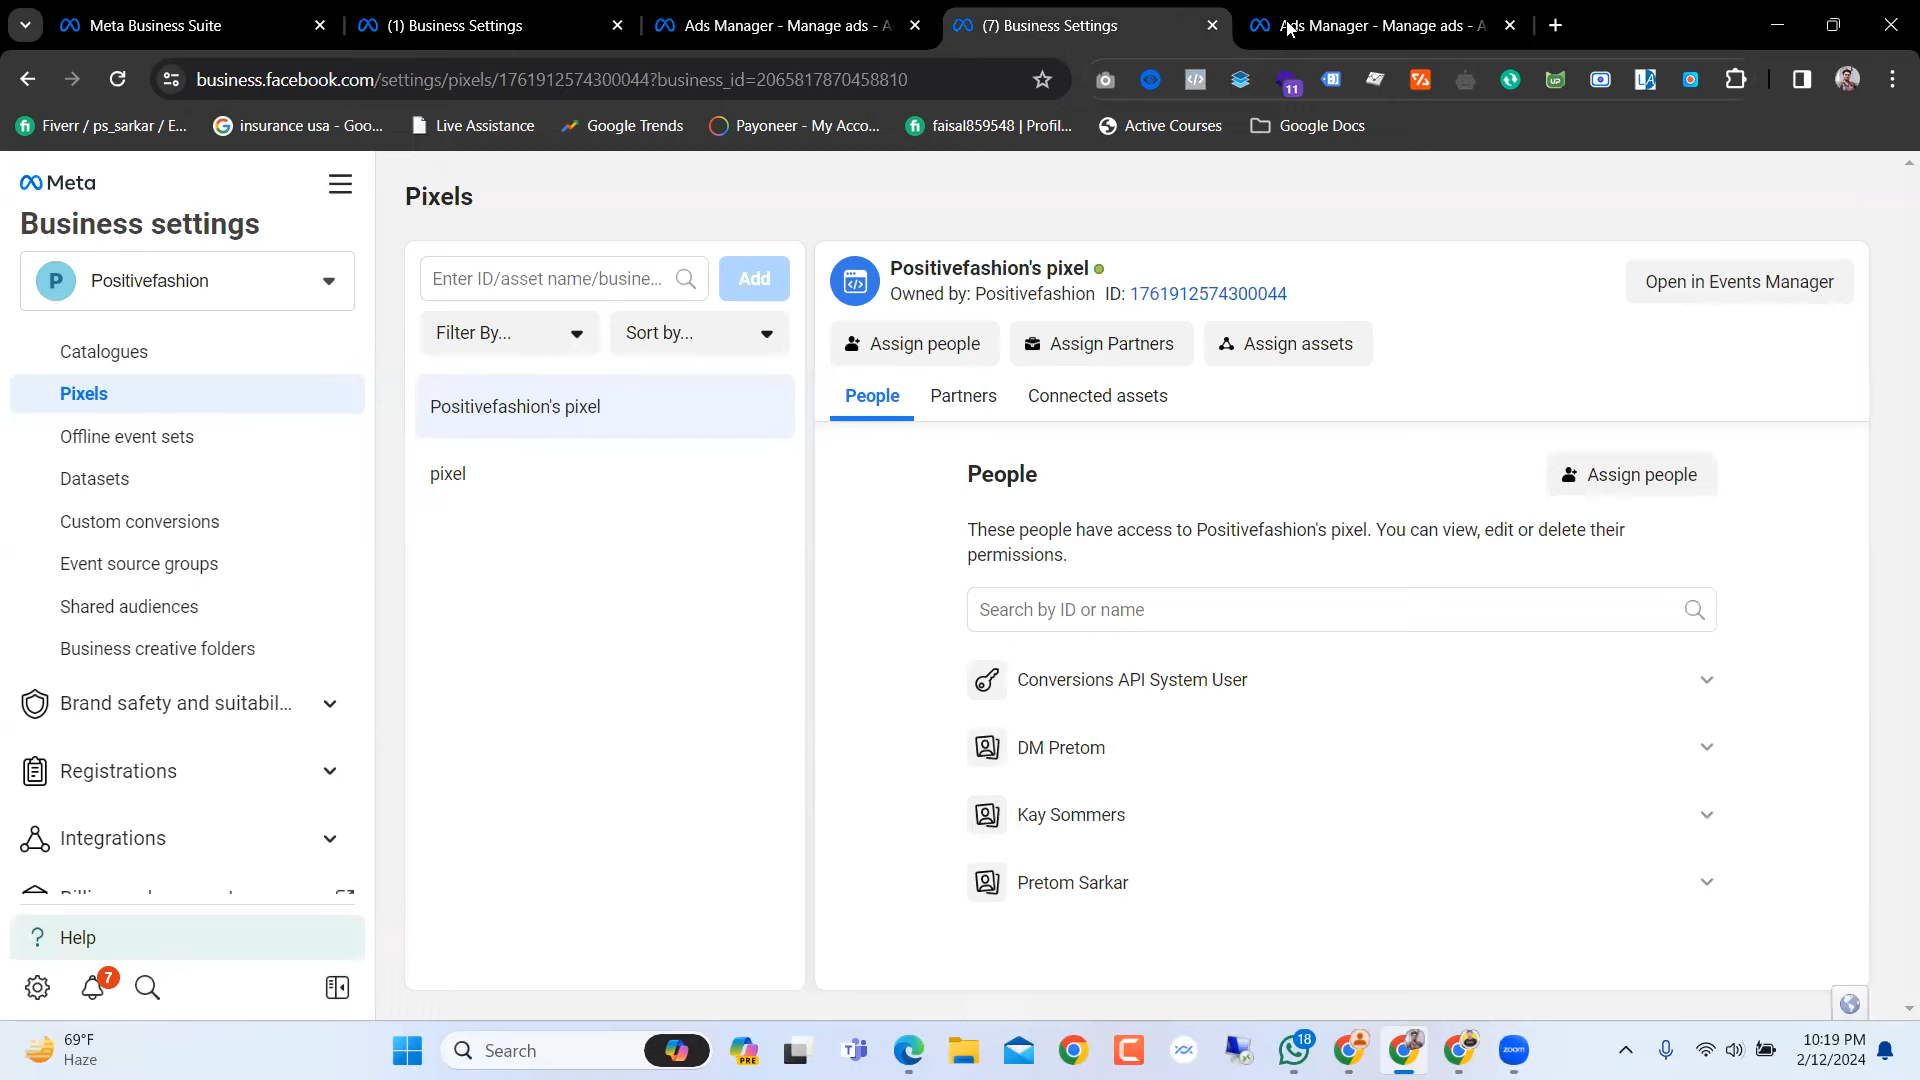 Meta Business Suite
(1) Business Settings
Ads Manager - Manage ads - A
(7) Business Settings
Ads Manager - Manage ads - A
business.facebook.com/settings/pixels/1761912574300044?business_id=2065817870458810
11
Fiverr / ps_sarkar / E...
insurance usa - Goo...
Live Assistance
Google Trends
Payoneer - My Acco...
faisal859548 | Profil...
Active Courses
Google Docs
Meta
Business settings
P
Positivefashion
Catalogues
Pixels
Offline event sets
Datasets
Custom conversions
Event source groups
Shared audiences
Business creative folders
Brand safety and suitabil...
Registrations
Integrations
? Help
7
Pixels
Enter ID/asset name/busine...
Add
Filter By...
Sort by...
Positivefashion's pixel
pixel
Positivefashion's pixel
Owned by: Positivefashion ID: 1761912574300044
Open in Events Manager
Assign people
Assign Partners
Assign assets
People
Partners
Connected assets
People
Assign people
These people have access to Positivefashion's pixel. You can view, edit or delete their
permissions.
Search by ID or name
Conversions API System User
DM Pretom
Kay Sommers
Pretom Sarkar
69°F
Haze
Search
PRE
18
zoom
10:19 PM
2/12/2024